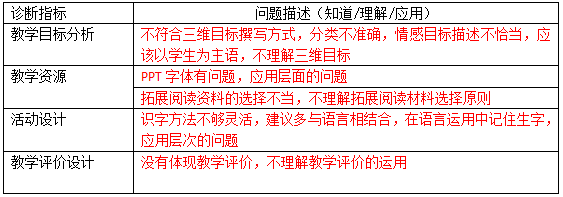 诊断指标
问题描述（知道/理解/应用）
教学目标分析
不符合三维目标撰写方式，分类不准确，情感目标描述不恰当，应
该以学生为主语，不理解三维目标
教学资源
PPT 字体有问题，应用层面的问题
拓展阅读资料的选择不当，不理解拓展阅读材料选择原则
活动设计
识字方法不够灵活，建议多与语言相结合，在语言运用中记住生字，
应用层次的问题
教学评价设计
没有体现教学评价，不理解教学评价的运用